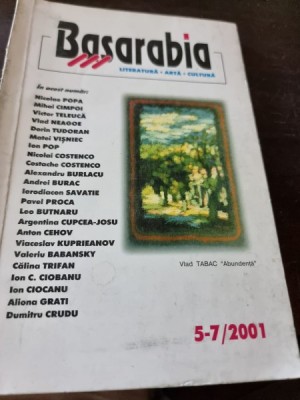 Basarabia
LITERATURĂ • ARTĂ • CULTURĂ
În acest număr:
Nicolae POPA
Mihai CIMPOI
Victor TELEUCĂ
Vlad NEAGOE
Dorin TUDORAN
Matei VIŞNIEC
Ion POP
Nicolai COSTENCO
Costache COSTENCO
Alexandru BURLACU
Andrei BURAC
Ierodiacon SAVATIE
Pavel PROCA
Leo BUTNARU
Argentina CUPCEA-JOSU
Anton CEHOV
Viaceslav KUPRIEANOV
Valeriu BABANSKY
Călina TRIFAN
Ion C. CIOBANU
Ion CIOCANU
Aliona GRATI
Dumitru CRUDU
Vlad TABAC "Abundenţă"
5-7/2001